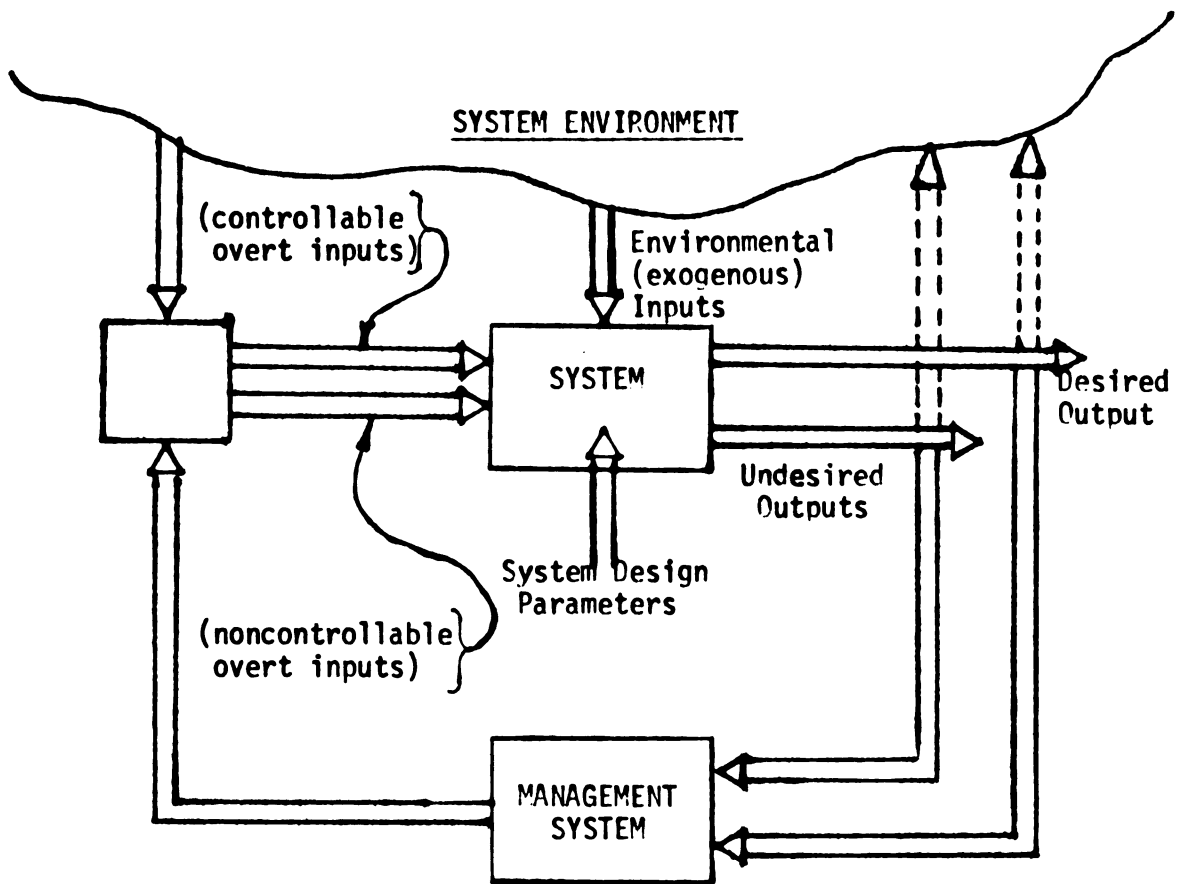 SYSTEM ENVIRONMENT
(controllable
overt inputs)
Environmental
(exogenous)
Inputs
SYSTEM
Desired
Output
Undesired
Outputs
System Design
Parameters
(noncontrollable
overt inputs)
MANAGEMENT
SYSTEM